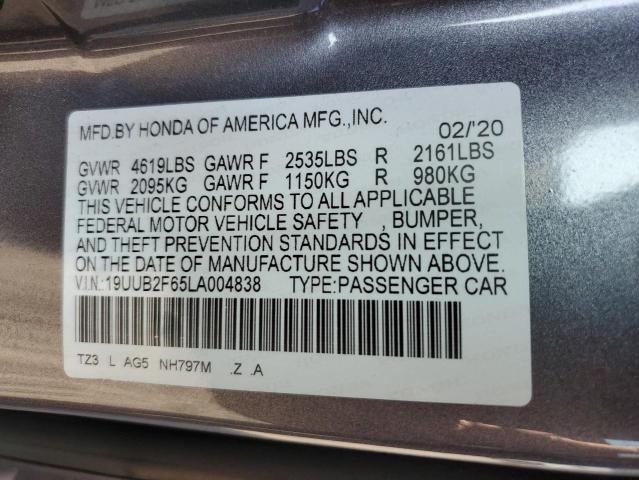 MFD.BY HONDA OF AMERICA MFG.,INC. 02/'20
GVWR 4619LBS GAWR F 2535LBS R 2161LBS
GVWR 2095KG GAWR F 1150KG R 980KG
THIS VEHICLE CONFORMS TO ALL APPLICABLE
FEDERAL MOTOR VEHICLE SAFETY , BUMPER,
AND THEFT PREVENTION STANDARDS IN EFFECT
ON THE DATE OF MANUFACTURE SHOWN ABOVE.
V.I.N.:19UUB2F65LA004838 TYPE:PASSENGER CAR
TZ3 L AG5 NH797M .Z .A